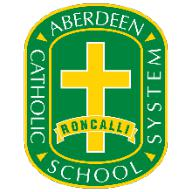 ABERDEEN
CATHOLIC
SCHOOL
SYSTEM
RONCALLI